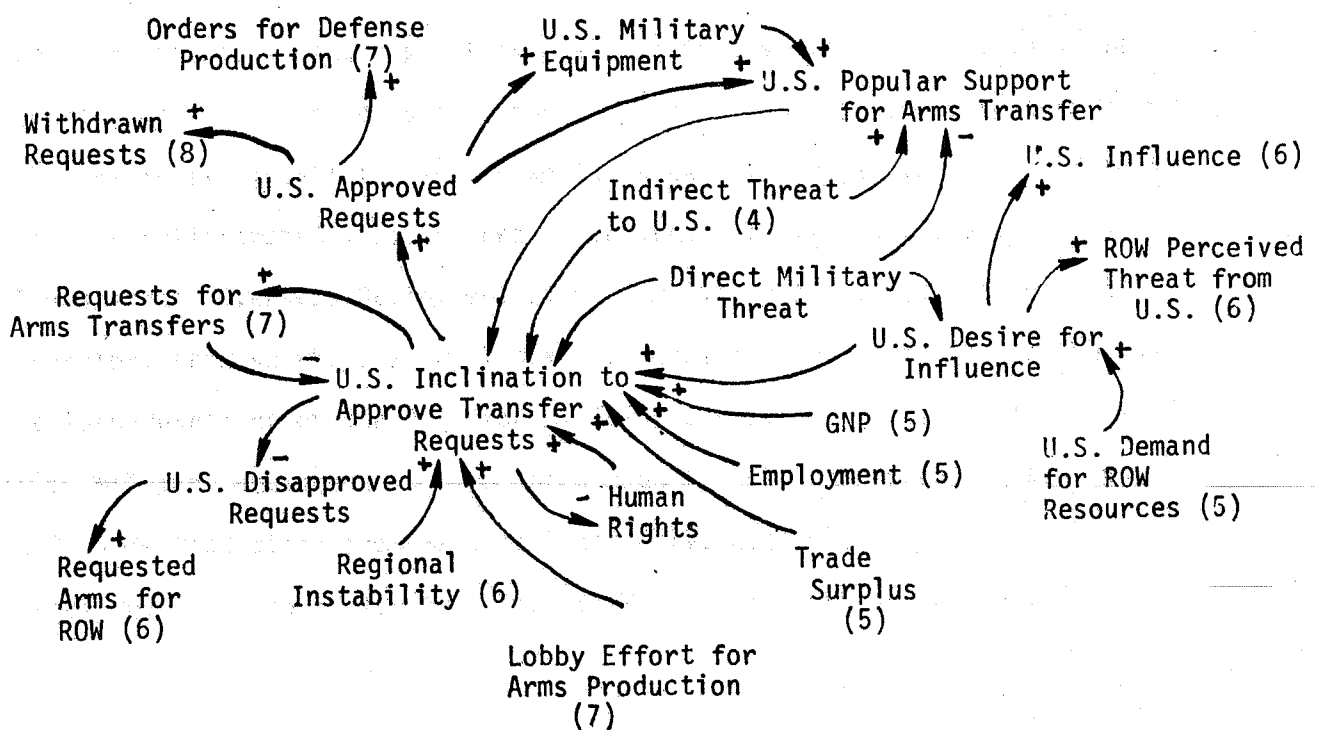 Orders for Defense
Production (7)
+
Withdrawn
Requests (8)
+
U.S. Military
Equipment
+
+
+
U.S. Popular Support
for Arms Transfer
+
-
U.S. Approved
Requests
+
Indirect Threat
to U.S. (4)
U.S. Influence (6)
+
+
ROW Perceived
Threat from
U.S. (6)
Requests for
Arms Transfers (7)
+
-
Direct Military
Threat
U.S. Desire for
Influence
+
U.S. Inclination to
Approve Transfer
Requests
+
+
+
+
+
+
+
GNP (5)
Employment (5)
U.S. Demand
for ROW
Resources (5)
-
U.S. Disapproved
Requests
-
Human
Rights
+
Requested
Arms for
ROW (6)
Regional
Instability (6)
Trade
Surplus
(5)
Lobby Effort for
Arms Production
(7)